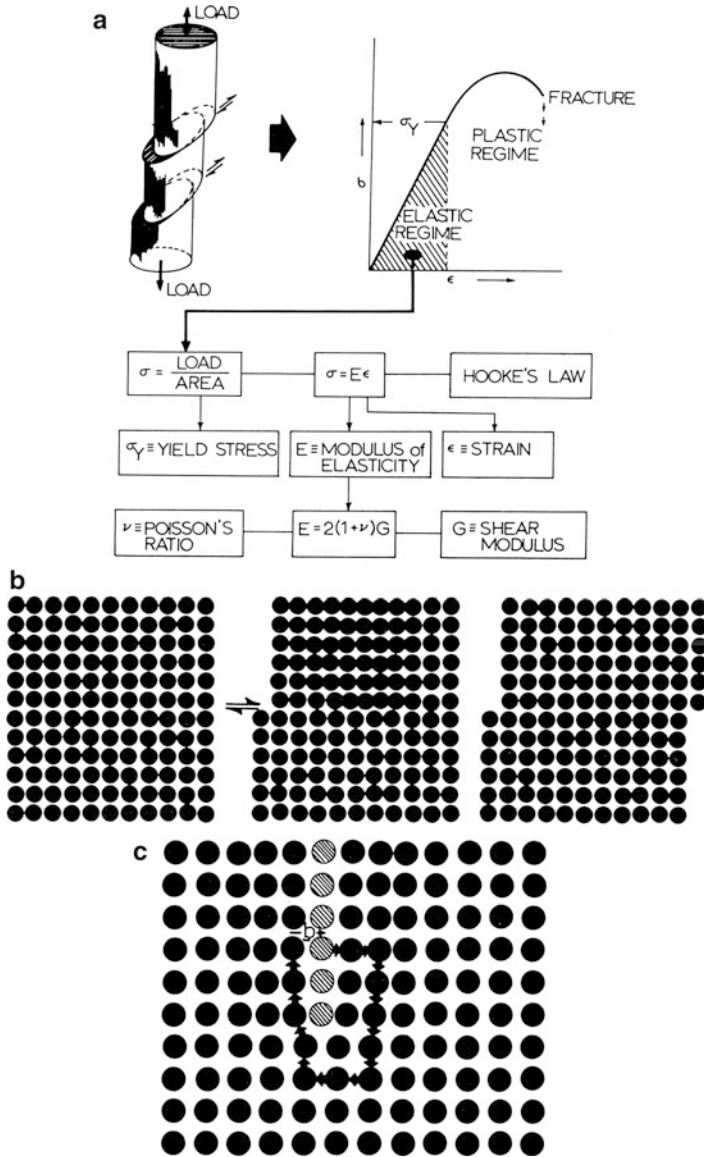 a
LOAD
LOAD
σ
σY
ELASTIC
REGIME
PLASTIC
REGIME
FRACTURE
ϵ
σ = LOAD
AREA
σ=Eϵ
HOOKE'S LAW
σY≡YIELD STRESS
E≡MODULUS of
ELASTICITY
ϵ≡STRAIN
ν≡POISSON'S
RATIO
E=2(1+ν)G
G≡SHEAR
MODULUS
b
c
b